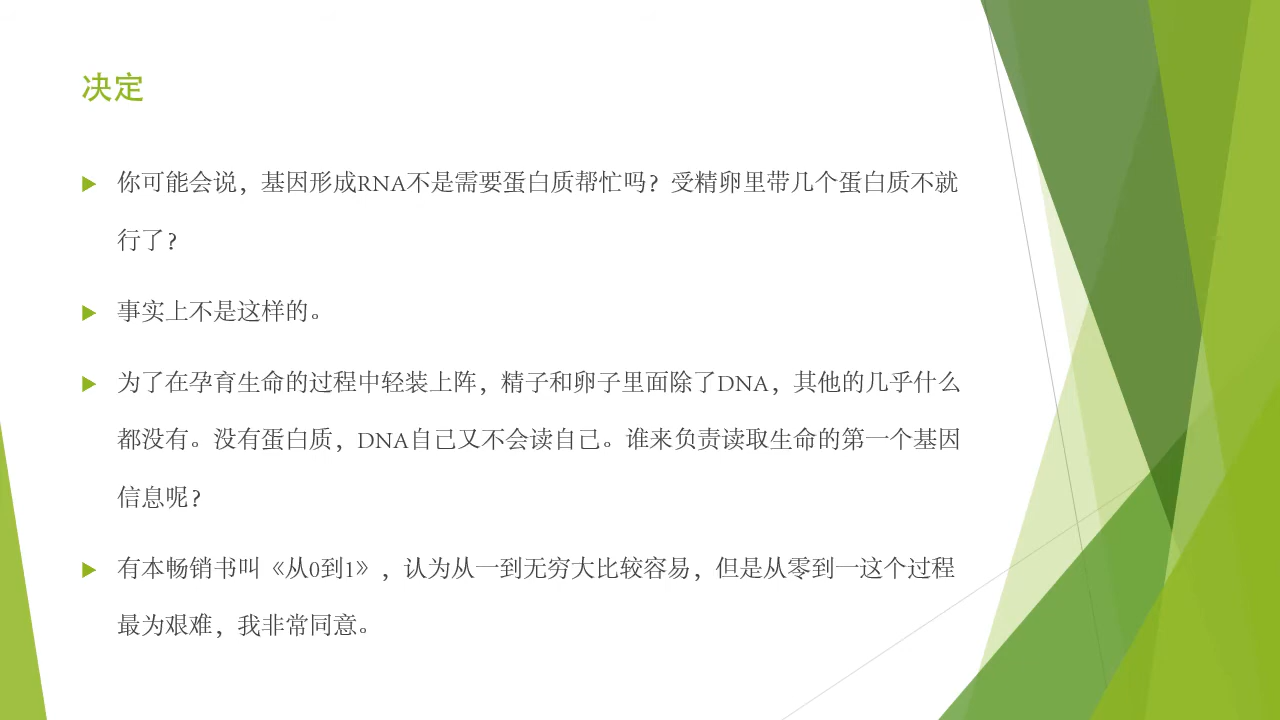 决定
你可能会说，基因形成RNA不是需要蛋白质帮忙吗？受精卵里带几个蛋白质不就
行了？
事实上不是这样的。
为了在孕育生命的过程中轻装上阵，精子和卵子里面除了DNA，其他的几乎什么
都没有。没有蛋白质，DNA自己又不会读自己。谁来负责读取生命的第一个基因
信息呢？
有本畅销书叫《从0到1》，认为从一到无穷大比较容易，但是从零到一这个过程
最为艰难，我非常同意。